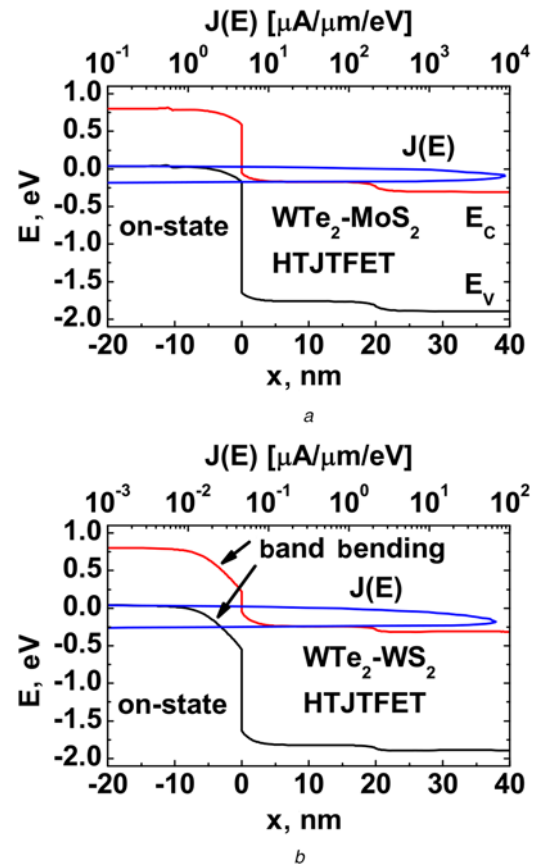 J(E) [μA/μm/eV]
10⁻¹ 10⁰ 10¹ 10² 10³ 10⁴
1.0
0.5
0.0
-0.5
-1.0
-1.5
-2.0
E, eV
J(E)
on-state
WTe₂-MoS₂
HTJTFET
E_C
E_V
-20 -10 0 10 20 30 40
x, nm
a
J(E) [μA/μm/eV]
10⁻³ 10⁻² 10⁻¹ 10⁰ 10¹ 10²
1.0
0.5
0.0
-0.5
-1.0
-1.5
-2.0
E, eV
band bending
J(E)
on-state
WTe₂-WS₂
HTJTFET
-20 -10 0 10 20 30 40
x, nm
b